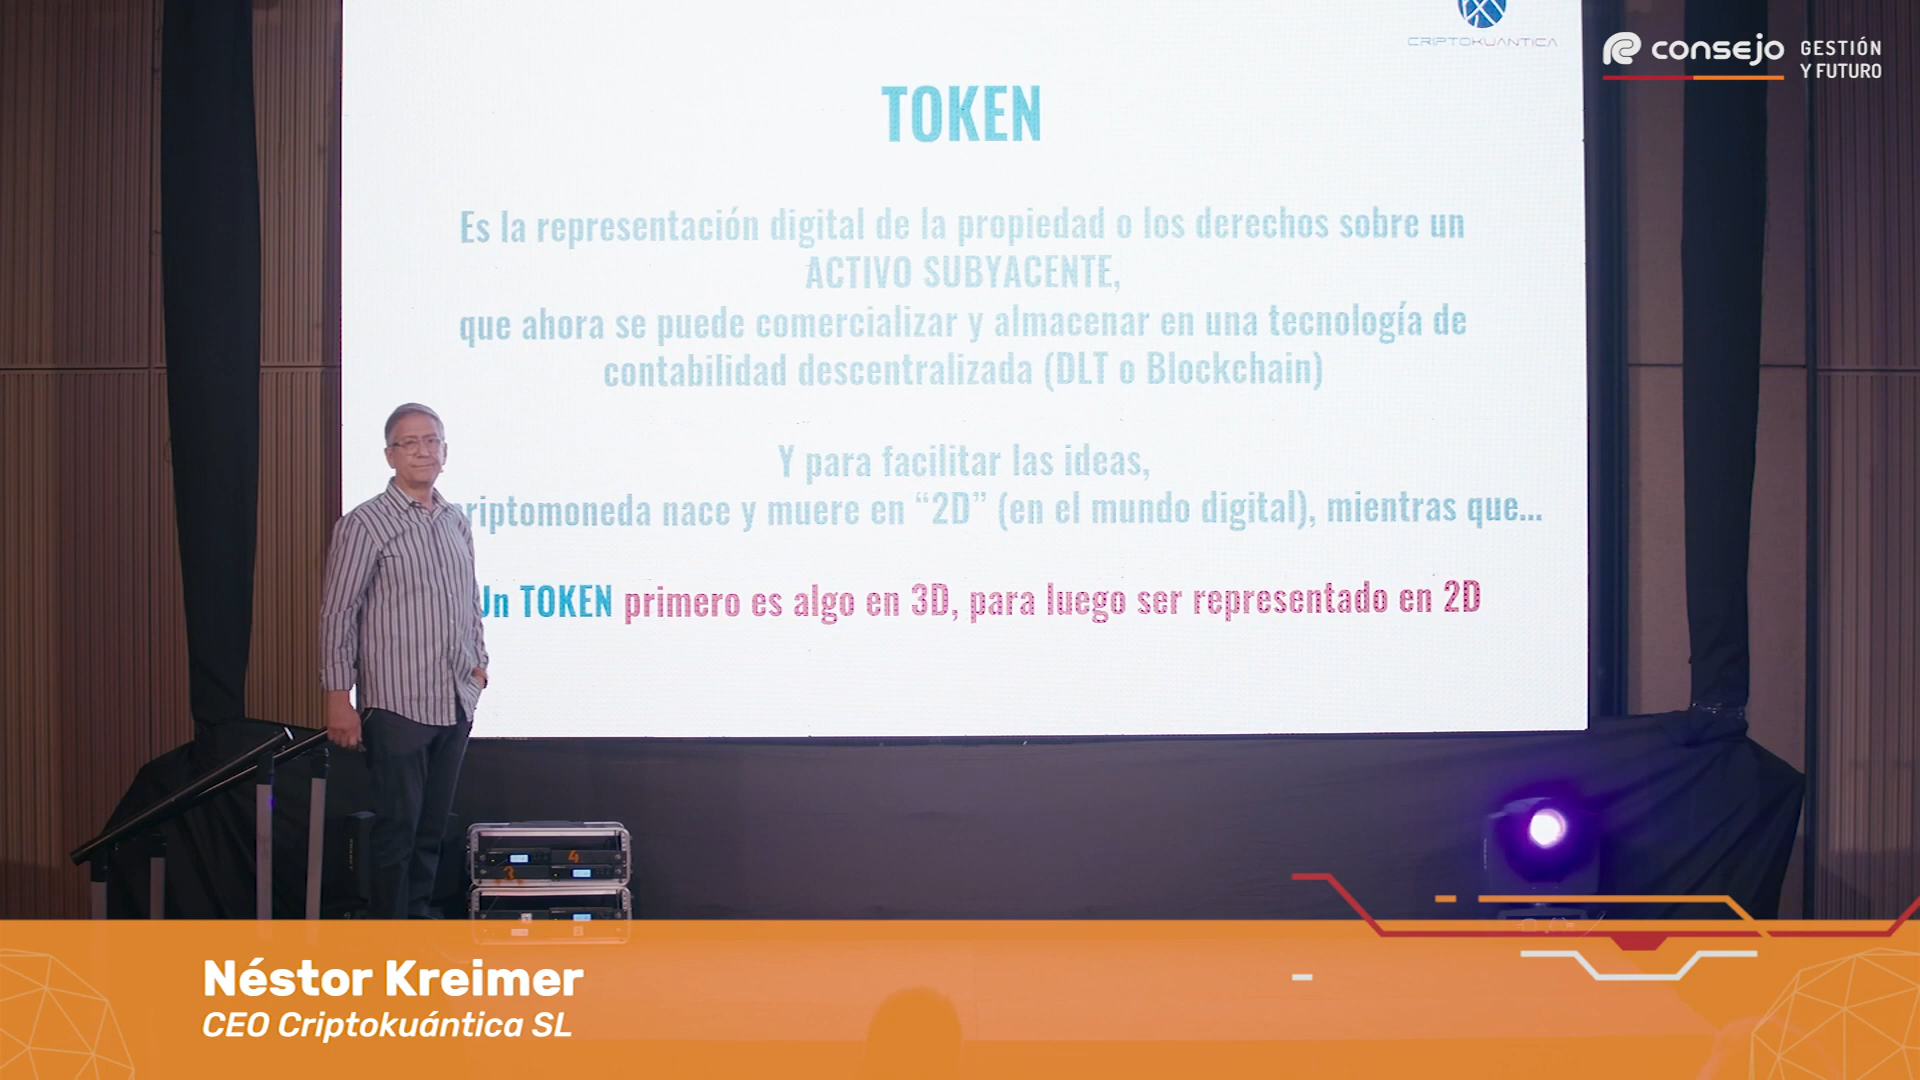 CRIPTOKUANTICA
consejo
GESTIÓN
Y FUTURO
TOKEN
Es la representación digital de la propiedad o los derechos sobre un
ACTIVO SUBYACENTE,
que ahora se puede comercializar y almacenar en una tecnología de
contabilidad descentralizada (DLT o Blockchain)
Y para facilitar las ideas,
riptomoneda nace y muere en “2D” (en el mundo digital), mientras que...
Un TOKEN primero es algo en 3D, para luego ser representado en 2D
4
3
Néstor Kreimer
CEO Criptokuántica SL